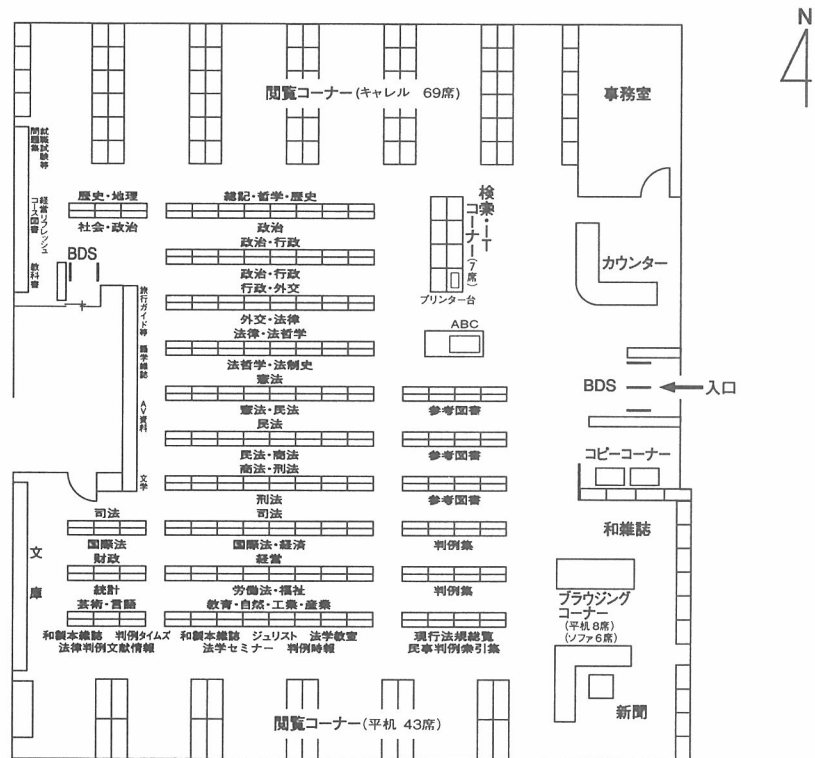 N
閲覧コーナー(キャレル 69席)
事務室
就職試験等
問題集
経営リフレッシュ
コース図書
教科書
歴史・地理
社会・政治
BDS
総記・哲学・歴史
政治
政治・行政
政治・行政
行政・外交
外交・法律
法律・法哲学
法哲学・法制史
憲法
憲法・民法
民法
民法・商法
商法・刑法
刑法
検索・IT
コーナー(7席)
プリンター台
ABC
カウンター
BDS
入口
旅行ガイド等
語学雑誌
AV資料
文学
参考図書
参考図書
参考図書
コピーコーナー
和雑誌
文庫
司法
国際法
財政
統計
芸術・言語
司法
国際法・経済
経営
労働法・福祉
教育・自然・工業・産業
判例集
判例集
ブラウジング
コーナー
(平机 8席)
(ソファ 6席)
和製本雑誌 判例タイムズ
法律判例文献情報
和製本雑誌 ジュリスト 法学教室
法学セミナー 判例時報
現行法規総覧
民事判例索引集
新聞
閲覧コーナー(平机 43席)